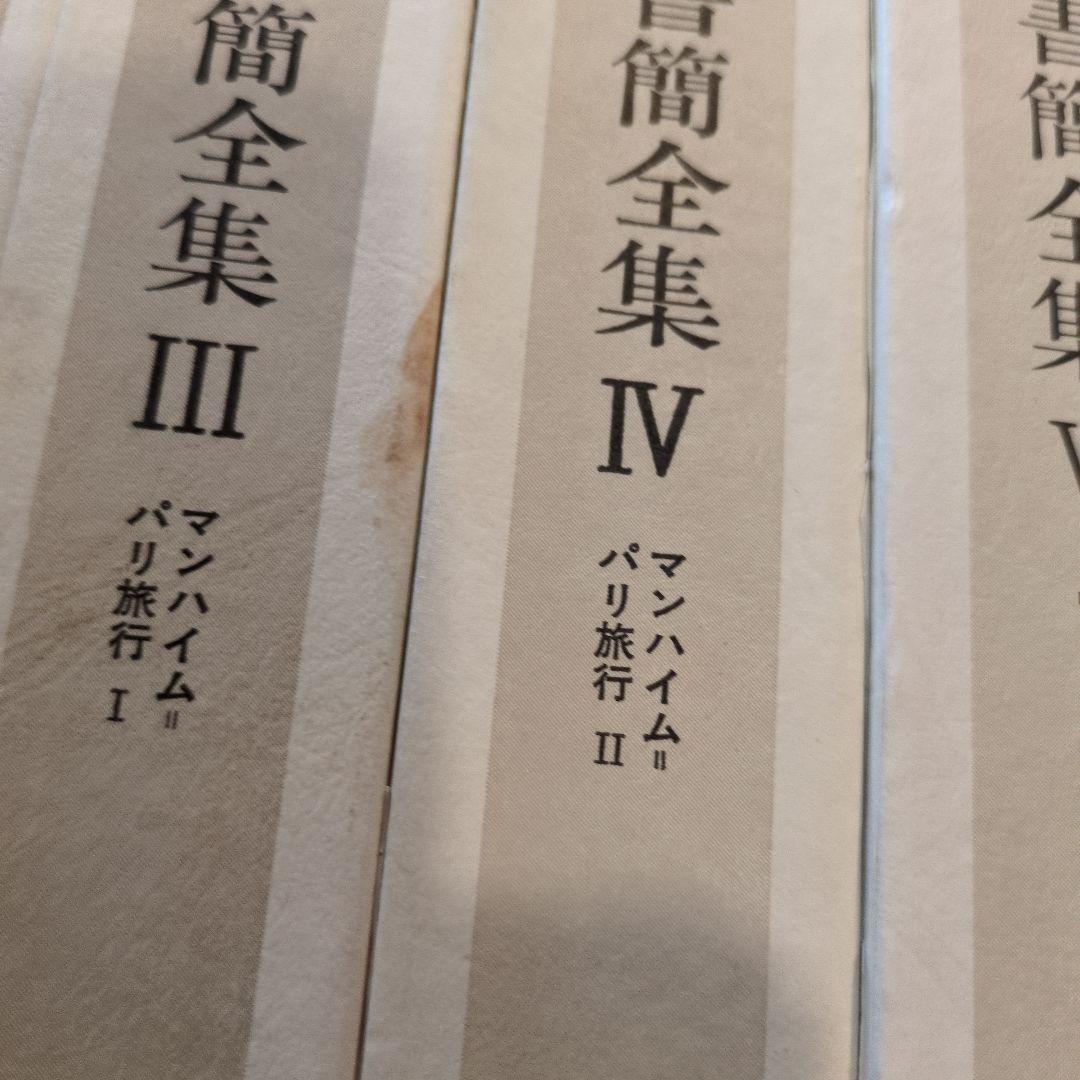 簡全集 III
マンハイム=
パリ旅行 I
書簡全集 IV
マンハイム=
パリ旅行 II
書簡全集